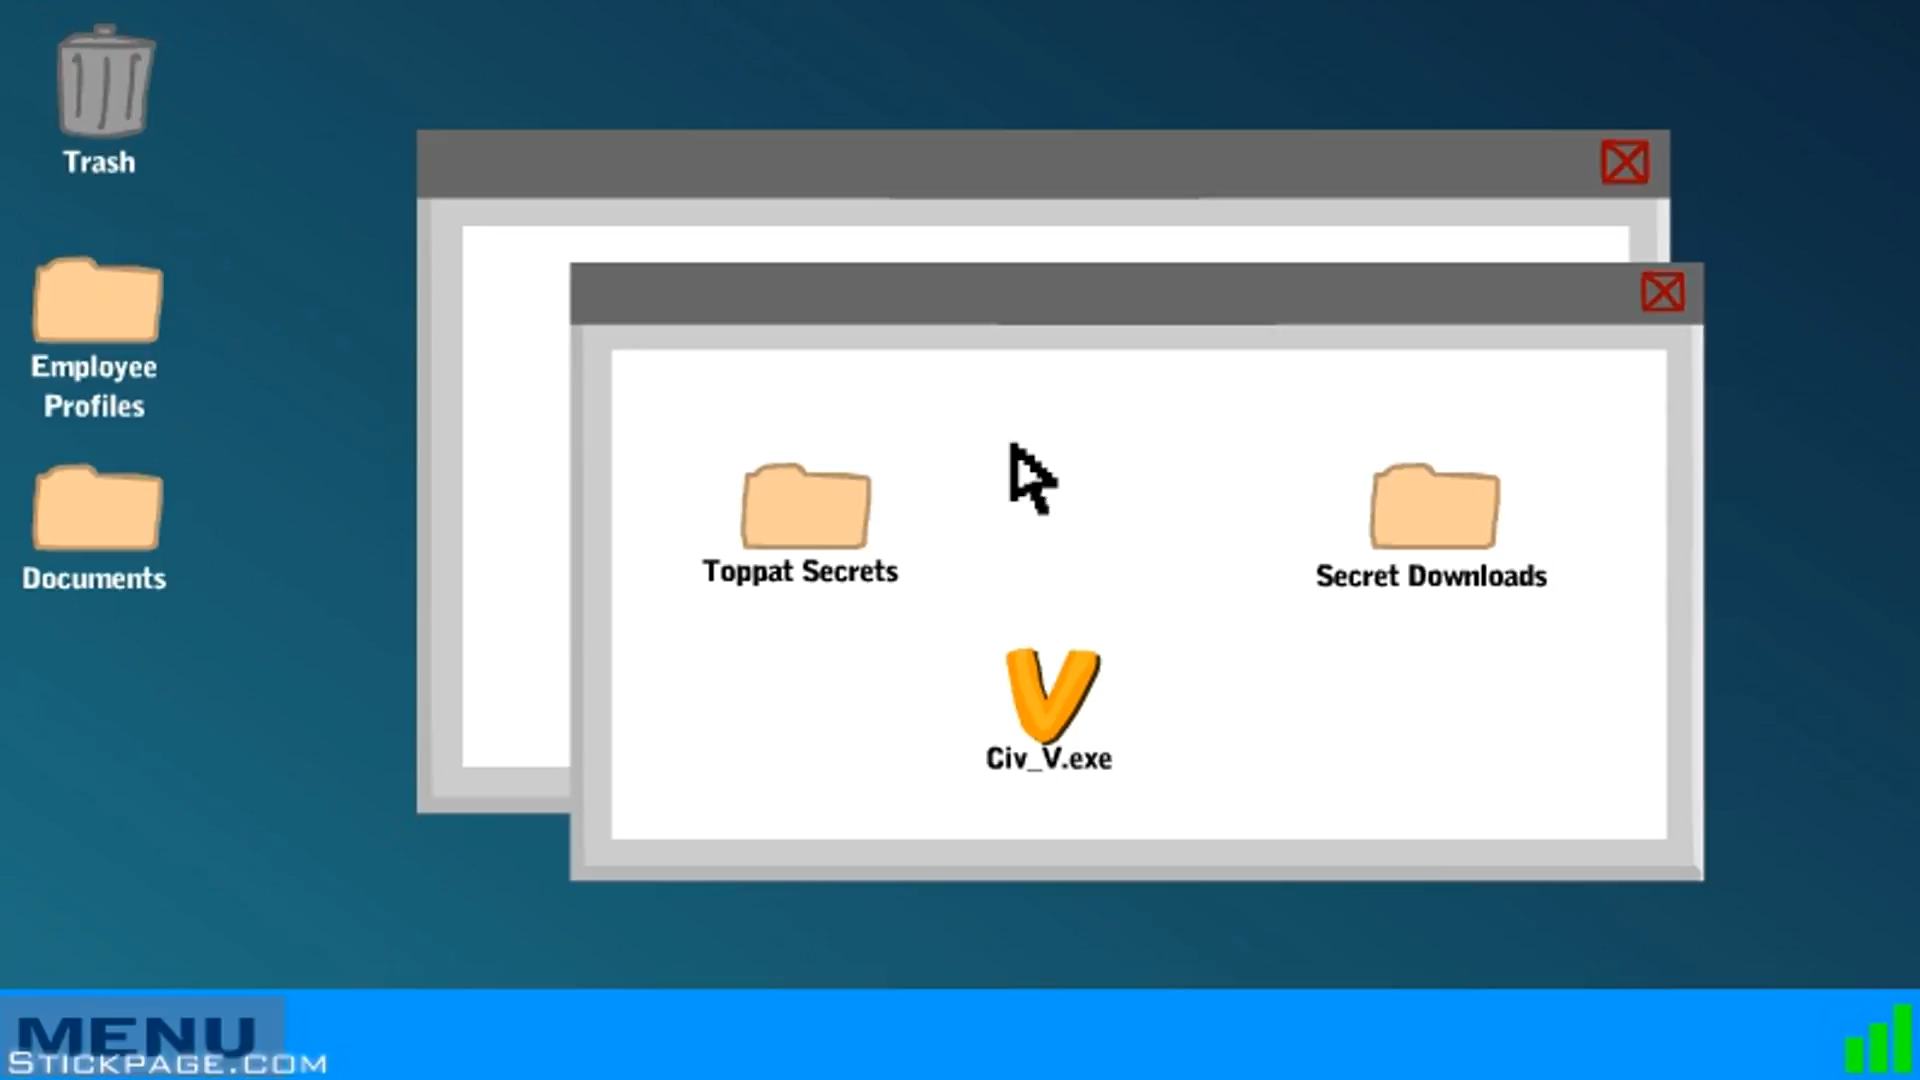 Trash
Employee
Profiles
Documents
Toppat Secrets
Secret Downloads
V
Civ_V.exe
MENU
STICKPAGE.COM